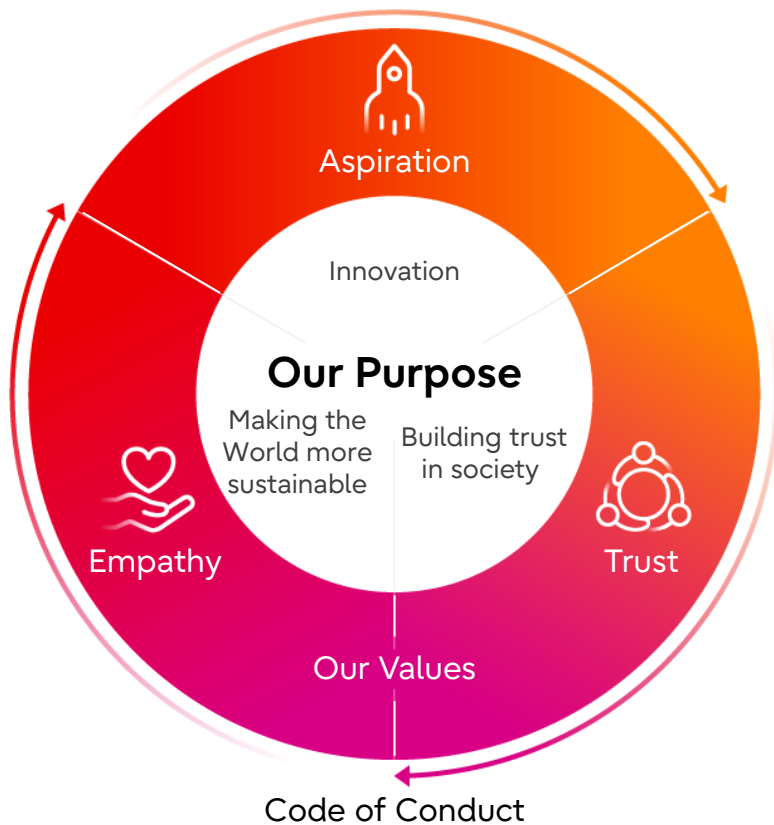 Aspiration
Innovation
Our Purpose
Making the
World more
sustainable
Building trust
in society
Empathy
Trust
Our Values
Code of Conduct